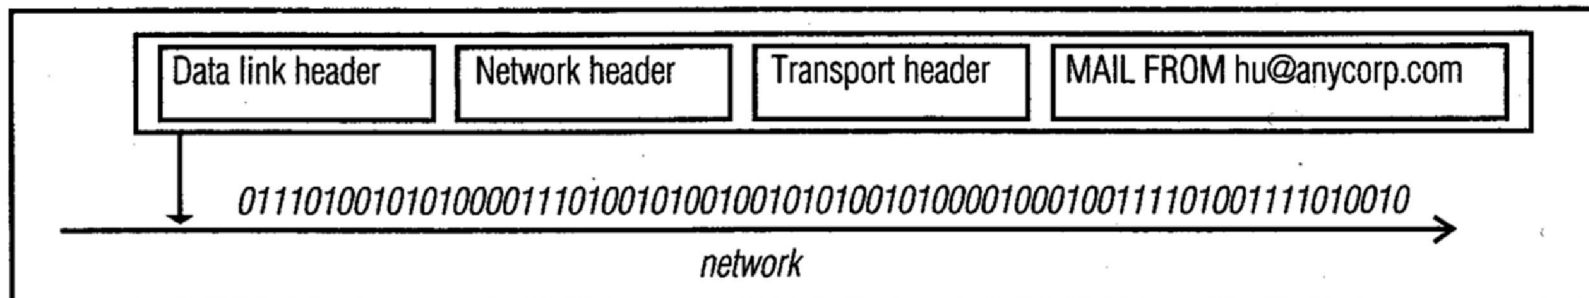 Data link header Network header Transport header MAIL FROM hu@anycorp.com
01110100101010000111010010100100101010010100001000100111101001111010010
network